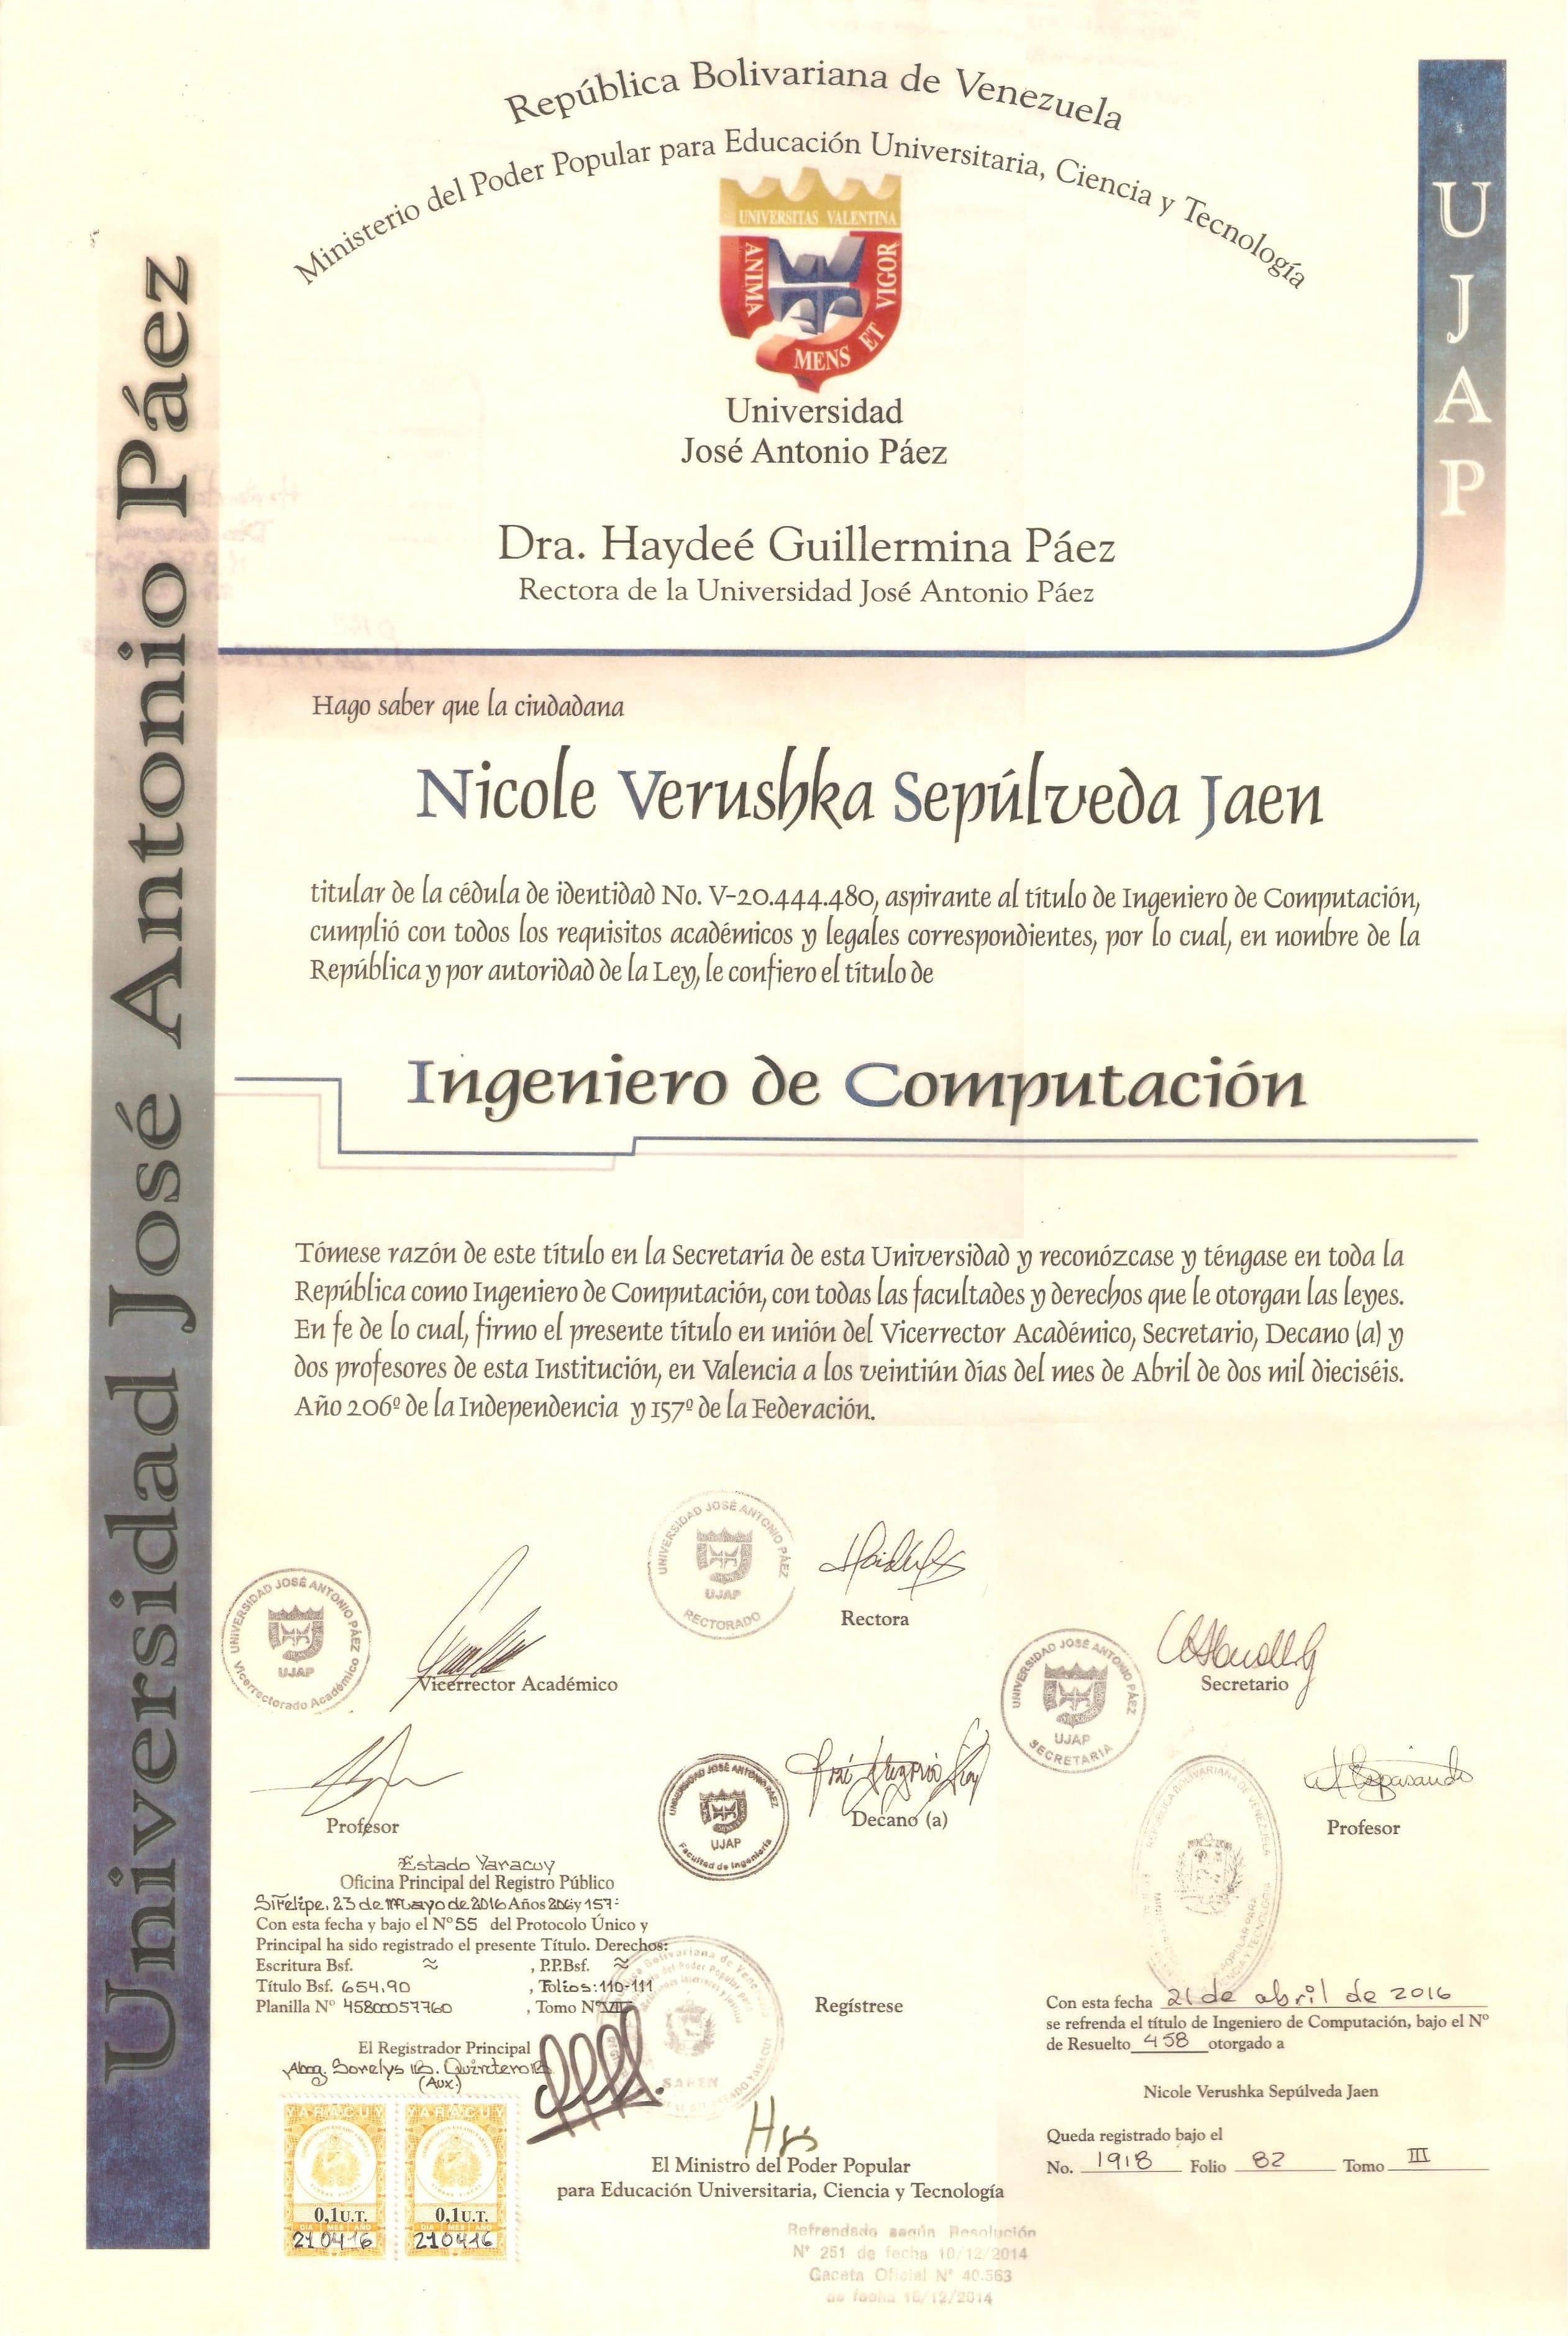 República Bolivariana de Venezuela
Ministerio del Poder Popular para Educación Universitaria, Ciencia y Tecnología
UNIVERSITAS VALENTINA
ANIMA
MENS ET VIGOR
Universidad
José Antonio Páez
UJAP
Universidad José Antonio Páez
Dra. Haydeé Guillermina Páez
Rectora de la Universidad José Antonio Páez
Hago saber que la ciudadana
Nicole Verushka Sepúlveda Jaen
titular de la cédula de identidad No. V-20.444.480, aspirante al título de Ingeniero de Computación,
cumplió con todos los requisitos académicos y legales correspondientes, por lo cual, en nombre de la
República y por autoridad de la Ley, le confiero el título de
Ingeniero de Computación
Tómese razón de este título en la Secretaría de esta Universidad y reconózcase y téngase en toda la
República como Ingeniero de Computación, con todas las facultades y derechos que le otorgan las leyes.
En fe de lo cual, firmo el presente título en unión del Vicerrector Académico, Secretario, Decano (a) y
dos profesores de esta Institución, en Valencia a los veintiún días del mes de Abril de dos mil dieciséis.
Año 206º de la Independencia y 157º de la Federación.
UNIVERSIDAD JOSÉ ANTONIO PÁEZ
UJAP
RECTORADO
Rectora
UNIVERSIDAD JOSÉ ANTONIO PÁEZ
UJAP
Vicerrectorado Académico
Vicerrector Académico
UNIVERSIDAD JOSÉ ANTONIO PÁEZ
UJAP
SECRETARIA
Secretario
Profesor
UNIVERSIDAD JOSÉ ANTONIO PÁEZ
UJAP
Facultad de Ingeniería
Decano (a)
Profesor
Estado Yaracuy
Oficina Principal del Registro Público
S/Felipe, 23 de Mayo de 2016 Años 206 y 157º
Con esta fecha y bajo el Nº 55 del Protocolo Único y
Principal ha sido registrado el presente Título. Derechos:
Escritura Bsf. ≈ , P.P.Bsf. ≈
Título Bsf. 654,90 , Folios: 110-111
Planilla Nº 45800057760 , Tomo Nº VII
El Registrador Principal
Abog. Sorelys B. Quintero
(Aux.)
SAREN
Regístrese
Con esta fecha 21 de abril de 2016
se refrenda el título de Ingeniero de Computación, bajo el Nº
de Resuelto 458 otorgado a
Nicole Verushka Sepúlveda Jaen
Queda registrado bajo el
No. 1918 Folio 82 Tomo III
YARACUY YARACUY
0,1U.T. 0,1U.T.
DIA MES AÑO DIA MES AÑO
210416 210416
El Ministro del Poder Popular
para Educación Universitaria, Ciencia y Tecnología
Refrendado según Resolución
Nº 251 de fecha 10/12/2014
Gaceta Oficial Nº 40.563
de fecha 16/12/2014